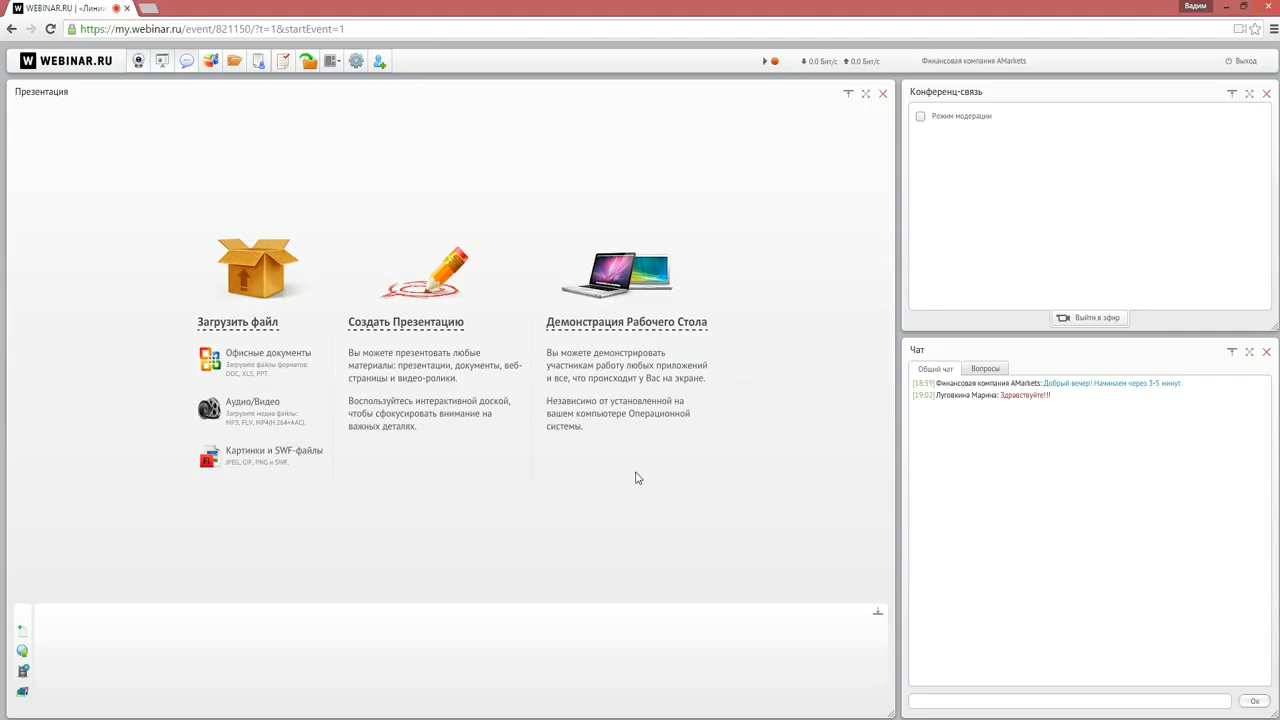 WEBINAR.RU | «Лини
Вадим
https://my.webinar.ru/event/821150/?t=1&startEvent=1
W WEBINAR.RU
0.0 Бит/с 0.0 Бит/с
Финансовая компания AMarkets
Выход
Презентация
Загрузить файл
Офисные документы
Загрузите файлы форматов:
DOC, XLS, PPT.
Аудио/Видео
Загрузите медиа файлы:
MP3, FLV, MP4(H.264+AAC).
Картинки и SWF-файлы
JPEG, GIF, PNG и SWF.
Создать Презентацию
Вы можете презентовать любые
материалы: презентации, документы, веб-
страницы и видео-ролики.
Воспользуйтесь интерактивной доской,
чтобы сфокусировать внимание на
важных деталях.
Демонстрация Рабочего Стола
Вы можете демонстрировать
участникам работу любых приложений
и все, что происходит у Вас на экране.
Независимо от установленной на
вашем компьютере Операционной
системы.
Конференц-связь
Режим модерации
Выйти в эфир
Чат
Общий чат
Вопросы
[18:59] Финансовая компания AMarkets: Добрый вечер! Начинаем через 3-5 минут.
[19:02] Луговкина Марина: Здравствуйте!!!
Ок